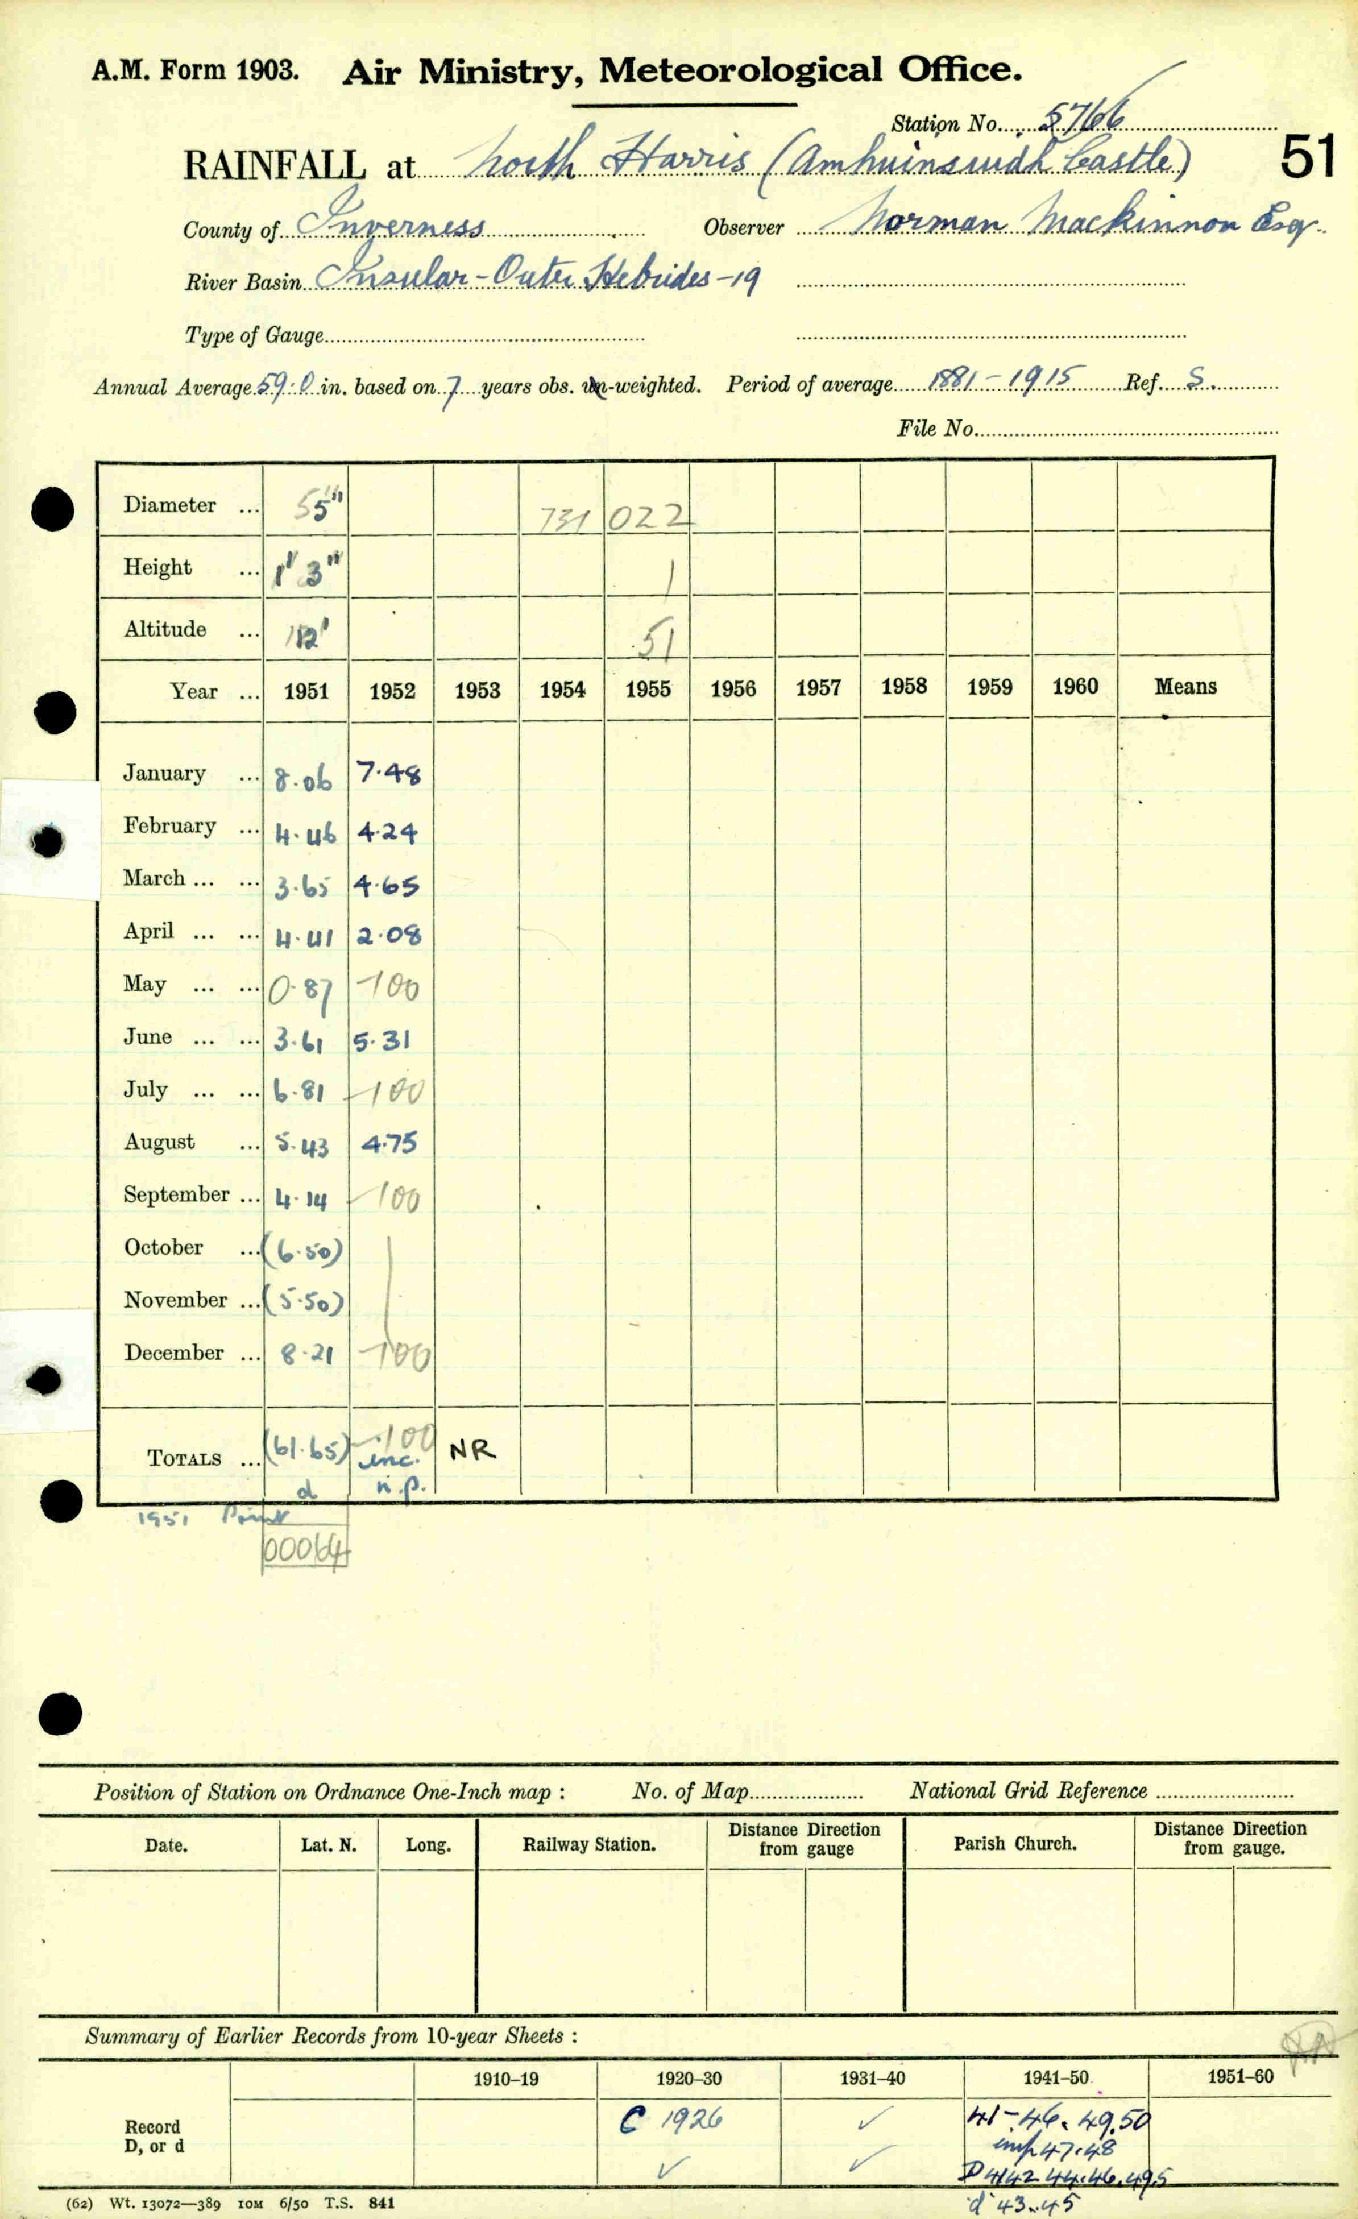 A.M. Form 1903. Air Ministry, Meteorological Office.
Station No. 5766
RAINFALL at North Harris (Amhuinsuidh Castle) 51
County of Inverness Observer Norman Mackinnon Esq.
River Basin Insular - Outer Hebrides - 19
Type of Gauge
Annual Average 59.0 in. based on 7 years obs. un-weighted. Period of average 1881 - 1915 Ref. S.
File No.
Diameter ... 5" 731 022
Height ... 1' 3" 1
Altitude ... 12' 51
Year ... 1951 1952 1953 1954 1955 1956 1957 1958 1959 1960 Means
January ... 8.06 7.48
February ... 4.46 4.24
March ... ... 3.65 4.65
April ... ... 4.41 2.08
May ... ... 0.87 -100
June ... ... 3.61 5.31
July ... ... 6.81 -100
August ... 5.43 4.75
September ... 4.14 -100
October ... (6.50)
November ... (5.50)
December ... 8.21 -100
TOTALS ... (61.65) -100 NR
inc.
d n.p.
1951 Print
00064
Position of Station on Ordnance One-Inch map : No. of Map National Grid Reference
Date. Lat. N. Long. Railway Station. Distance from Direction gauge Parish Church. Distance from Direction gauge.
Summary of Earlier Records from 10-year Sheets :
1910–19 1920–30 1931–40 1941–50 1951–60
Record C 1926 ✓ 41-46. 49.50
D, or d ✓ ✓ 47.48
D 41 42 44.46.49 5
d 43.45
(62) Wt. 13072—389 10M 6/50 T.S. 841